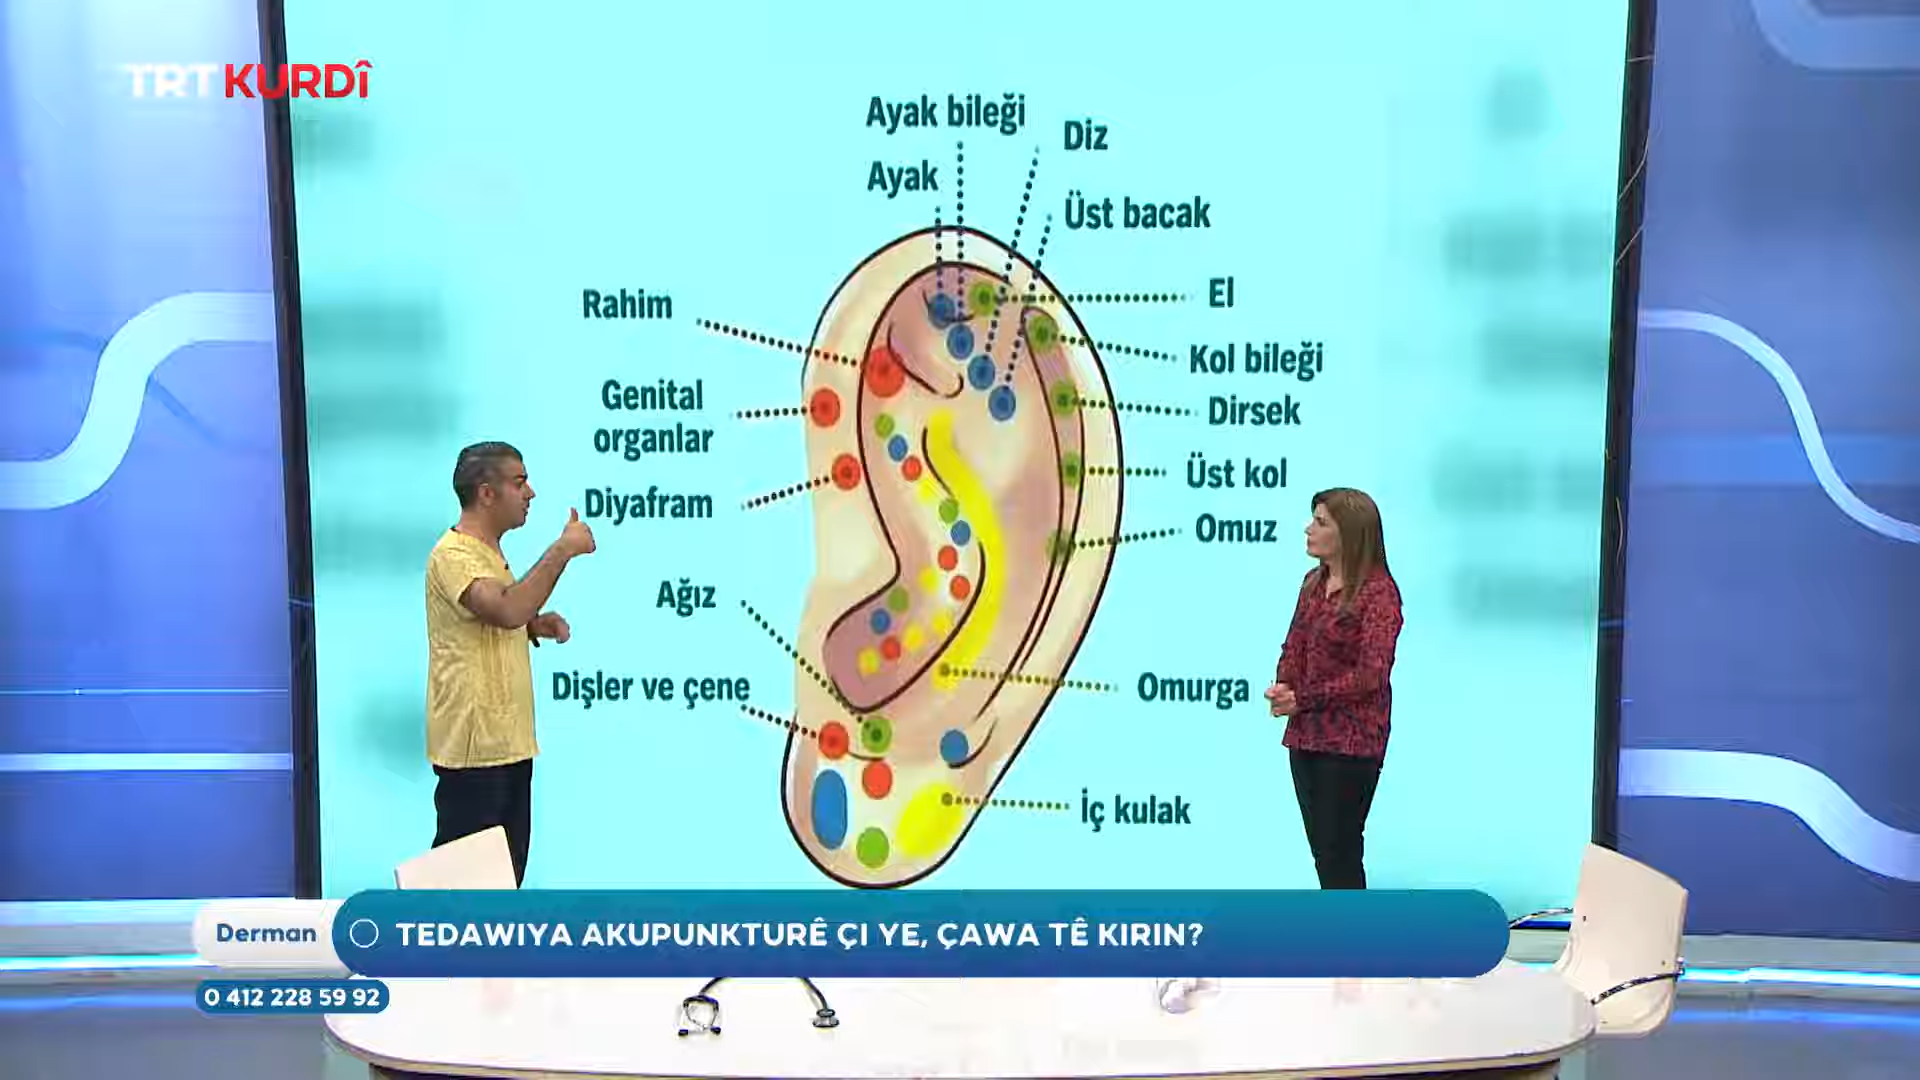 TRT KURDÎ
Ayak bileği
Diz
Ayak
Üst bacak
Rahim
El
Kol bileği
Genital
organlar
Dirsek
Diyafram
Üst kol
Omuz
Ağız
Dişler ve çene
Omurga
İç kulak
Derman
TEDAWIYA AKUPUNKTURÊ ÇI YE, ÇAWA TÊ KIRIN?
0 412 228 59 92